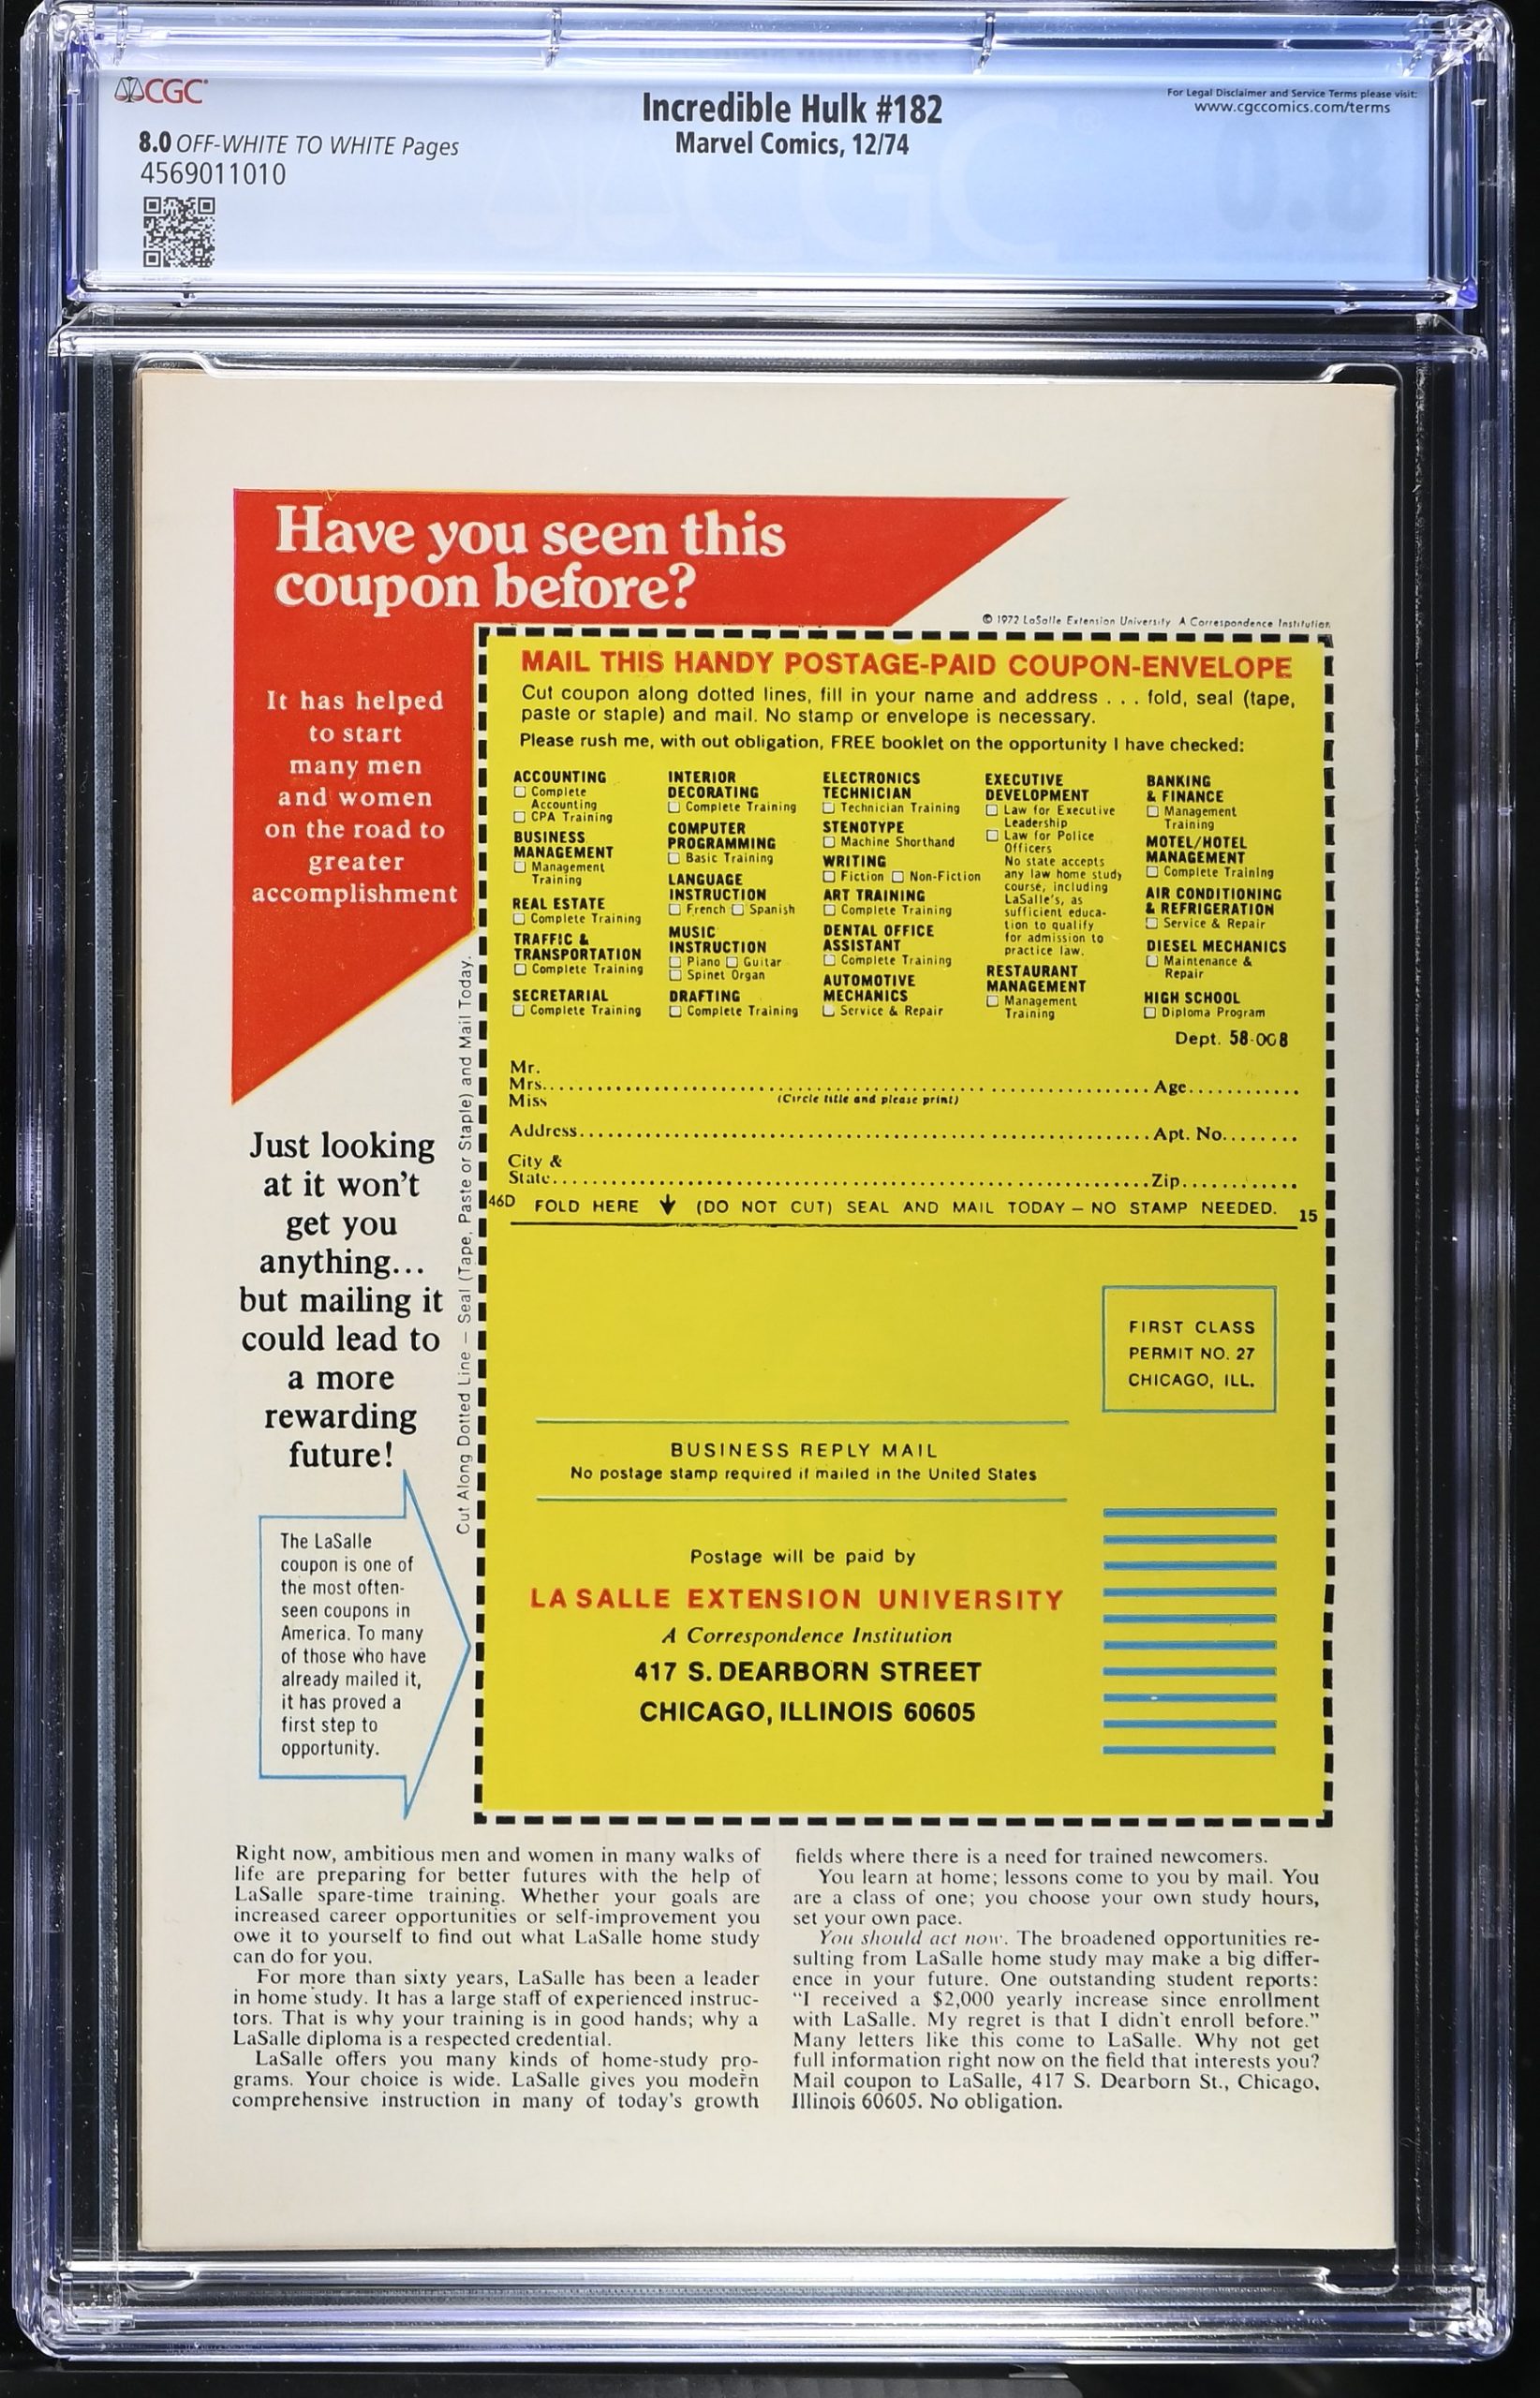 CGC
8.0 OFF-WHITE TO WHITE Pages
4569011010
Incredible Hulk #182
Marvel Comics, 12/74
For Legal Disclaimer and Service Terms please visit:
www.cgccomics.com/terms
Have you seen this
coupon before?
It has helped
to start
many men
and women
on the road to
greater
accomplishment
© 1972 LaSalle Extension University A Correspondence Institution
MAIL THIS HANDY POSTAGE-PAID COUPON-ENVELOPE
Cut coupon along dotted lines, fill in your name and address . . . fold, seal (tape,
paste or staple) and mail. No stamp or envelope is necessary.
Please rush me, with out obligation, FREE booklet on the opportunity I have checked:
ACCOUNTING
☐ Complete
Accounting
☐ CPA Training
BUSINESS
MANAGEMENT
☐ Management
Training
REAL ESTATE
☐ Complete Training
TRAFFIC &
TRANSPORTATION
☐ Complete Training
SECRETARIAL
☐ Complete Training
INTERIOR
DECORATING
☐ Complete Training
COMPUTER
PROGRAMMING
☐ Basic Training
LANGUAGE
INSTRUCTION
☐ French ☐ Spanish
MUSIC
INSTRUCTION
☐ Piano ☐ Guitar
☐ Spinet Organ
DRAFTING
☐ Complete Training
ELECTRONICS
TECHNICIAN
☐ Technician Training
STENOTYPE
☐ Machine Shorthand
WRITING
☐ Fiction ☐ Non-Fiction
ART TRAINING
☐ Complete Training
DENTAL OFFICE
ASSISTANT
☐ Complete Training
AUTOMOTIVE
MECHANICS
☐ Service & Repair
EXECUTIVE
DEVELOPMENT
☐ Law for Executive
Leadership
☐ Law for Police
Officers
No state accepts
any law home study
course, including
LaSalle's, as
sufficient educa-
tion to qualify
for admission to
practice law.
RESTAURANT
MANAGEMENT
☐ Management
Training
BANKING
& FINANCE
☐ Management
Training
MOTEL/HOTEL
MANAGEMENT
☐ Complete Training
AIR CONDITIONING
& REFRIGERATION
☐ Service & Repair
DIESEL MECHANICS
☐ Maintenance &
Repair
HIGH SCHOOL
☐ Diploma Program
Dept. 58-008
Mr.
Mrs. Age
Miss (Circle title and please print)
Address Apt. No.
City &
State Zip
46D FOLD HERE ↓ (DO NOT CUT) SEAL AND MAIL TODAY – NO STAMP NEEDED. 15
Cut Along Dotted Line – Seal (Tape, Paste or Staple) and Mail Today.
Just looking
at it won't
get you
anything...
but mailing it
could lead to
a more
rewarding
future!
The LaSalle
coupon is one of
the most often-
seen coupons in
America. To many
of those who have
already mailed it,
it has proved a
first step to
opportunity.
FIRST CLASS
PERMIT NO. 27
CHICAGO, ILL.
BUSINESS REPLY MAIL
No postage stamp required if mailed in the United States
Postage will be paid by
LA SALLE EXTENSION UNIVERSITY
A Correspondence Institution
417 S. DEARBORN STREET
CHICAGO, ILLINOIS 60605
Right now, ambitious men and women in many walks of
life are preparing for better futures with the help of
LaSalle spare-time training. Whether your goals are
increased career opportunities or self-improvement you
owe it to yourself to find out what LaSalle home study
can do for you.
For more than sixty years, LaSalle has been a leader
in home study. It has a large staff of experienced instruc-
tors. That is why your training is in good hands; why a
LaSalle diploma is a respected credential.
LaSalle offers you many kinds of home-study pro-
grams. Your choice is wide. LaSalle gives you modern
comprehensive instruction in many of today's growth
fields where there is a need for trained newcomers.
You learn at home; lessons come to you by mail. You
are a class of one; you choose your own study hours,
set your own pace.
You should act now. The broadened opportunities re-
sulting from LaSalle home study may make a big differ-
ence in your future. One outstanding student reports:
"I received a $2,000 yearly increase since enrollment
with LaSalle. My regret is that I didn't enroll before."
Many letters like this come to LaSalle. Why not get
full information right now on the field that interests you?
Mail coupon to LaSalle, 417 S. Dearborn St., Chicago,
Illinois 60605. No obligation.